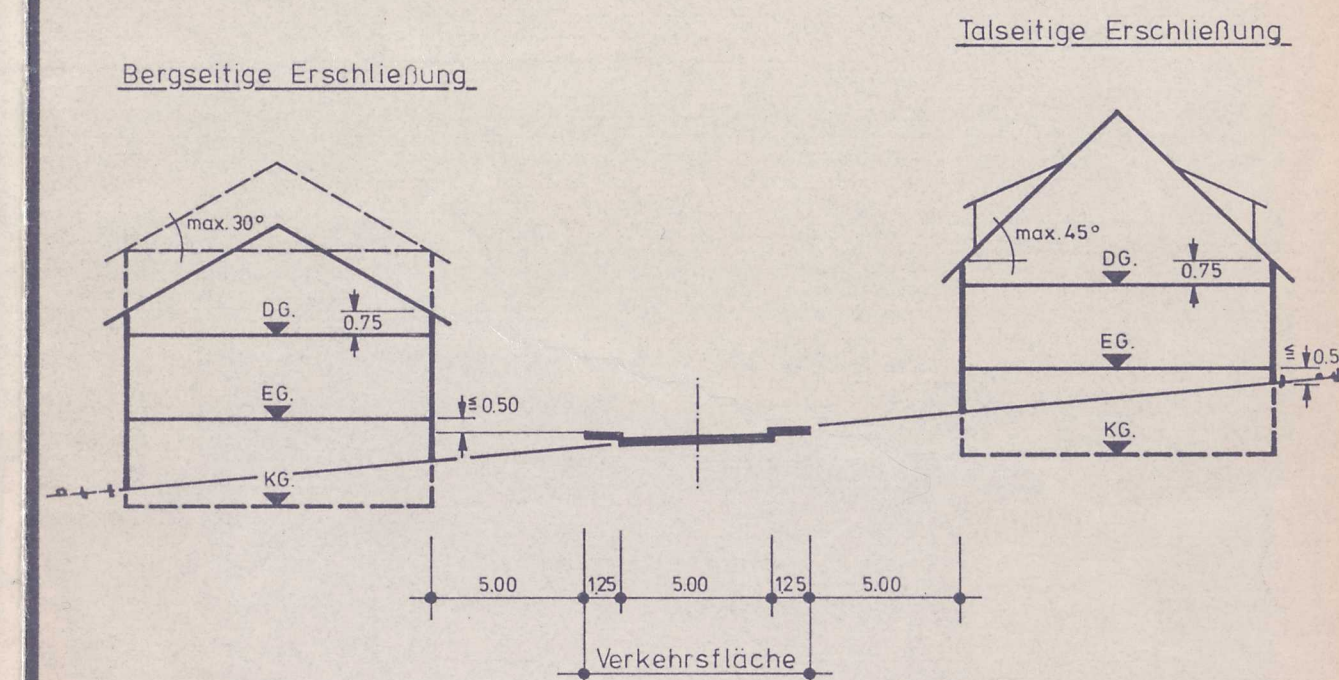 Talseitige Erschließung
Bergseitige Erschließung
max. 30°
max. 45°
DG.
0.75
DG.
0.75
EG.
≦ 0.50
EG.
≦ 0.5
KG.
KG.
5.00 1.25 5.00 1.25 5.00
Verkehrsfläche